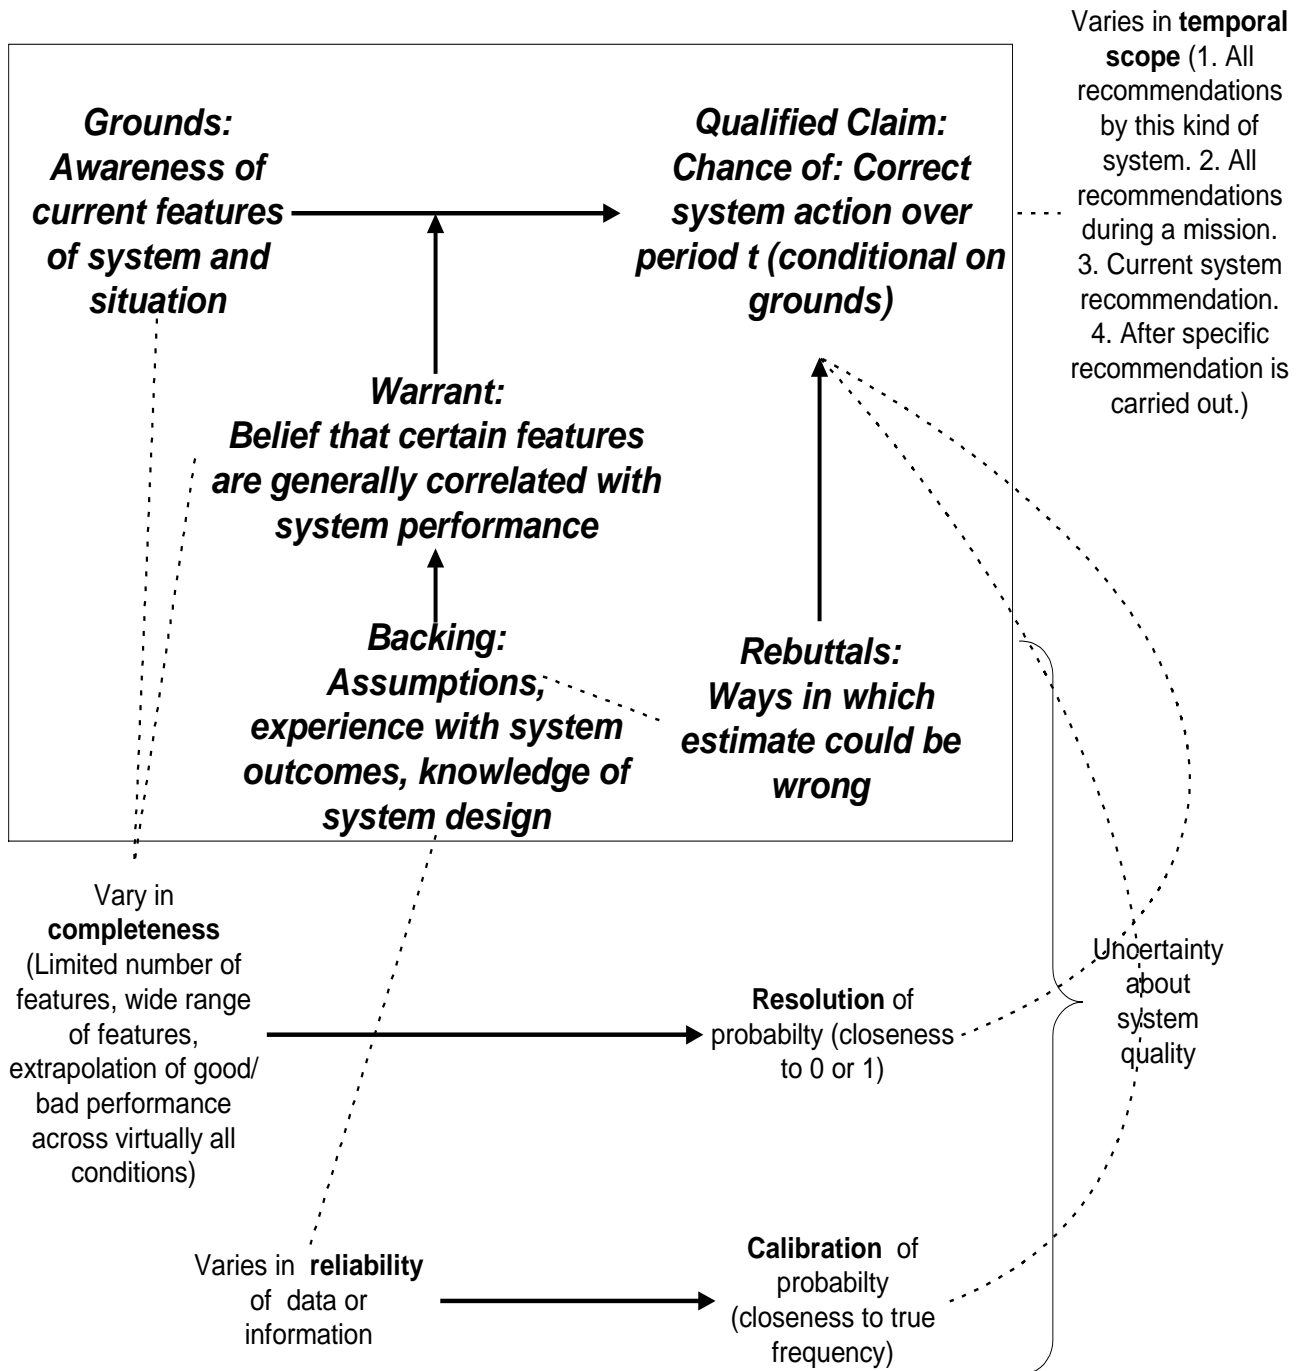 Varies in temporal
scope (1. All
recommendations
by this kind of
system. 2. All
recommendations
during a mission.
3. Current system
recommendation.
4. After specific
recommendation is
carried out.)
Grounds:
Awareness of
current features
of system and
situation
Qualified Claim:
Chance of: Correct
system action over
period t (conditional on
grounds)
Warrant:
Belief that certain features
are generally correlated with
system performance
Backing:
Assumptions,
experience with system
outcomes, knowledge of
system design
Rebuttals:
Ways in which
estimate could be
wrong
Vary in
completeness
(Limited number of
features, wide range
of features,
extrapolation of good/
bad performance
across virtually all
conditions)
Resolution of
probabilty (closeness
to 0 or 1)
Uncertainty
about
system
quality
Varies in reliability
of data or
information
Calibration of
probabilty
(closeness to true
frequency)